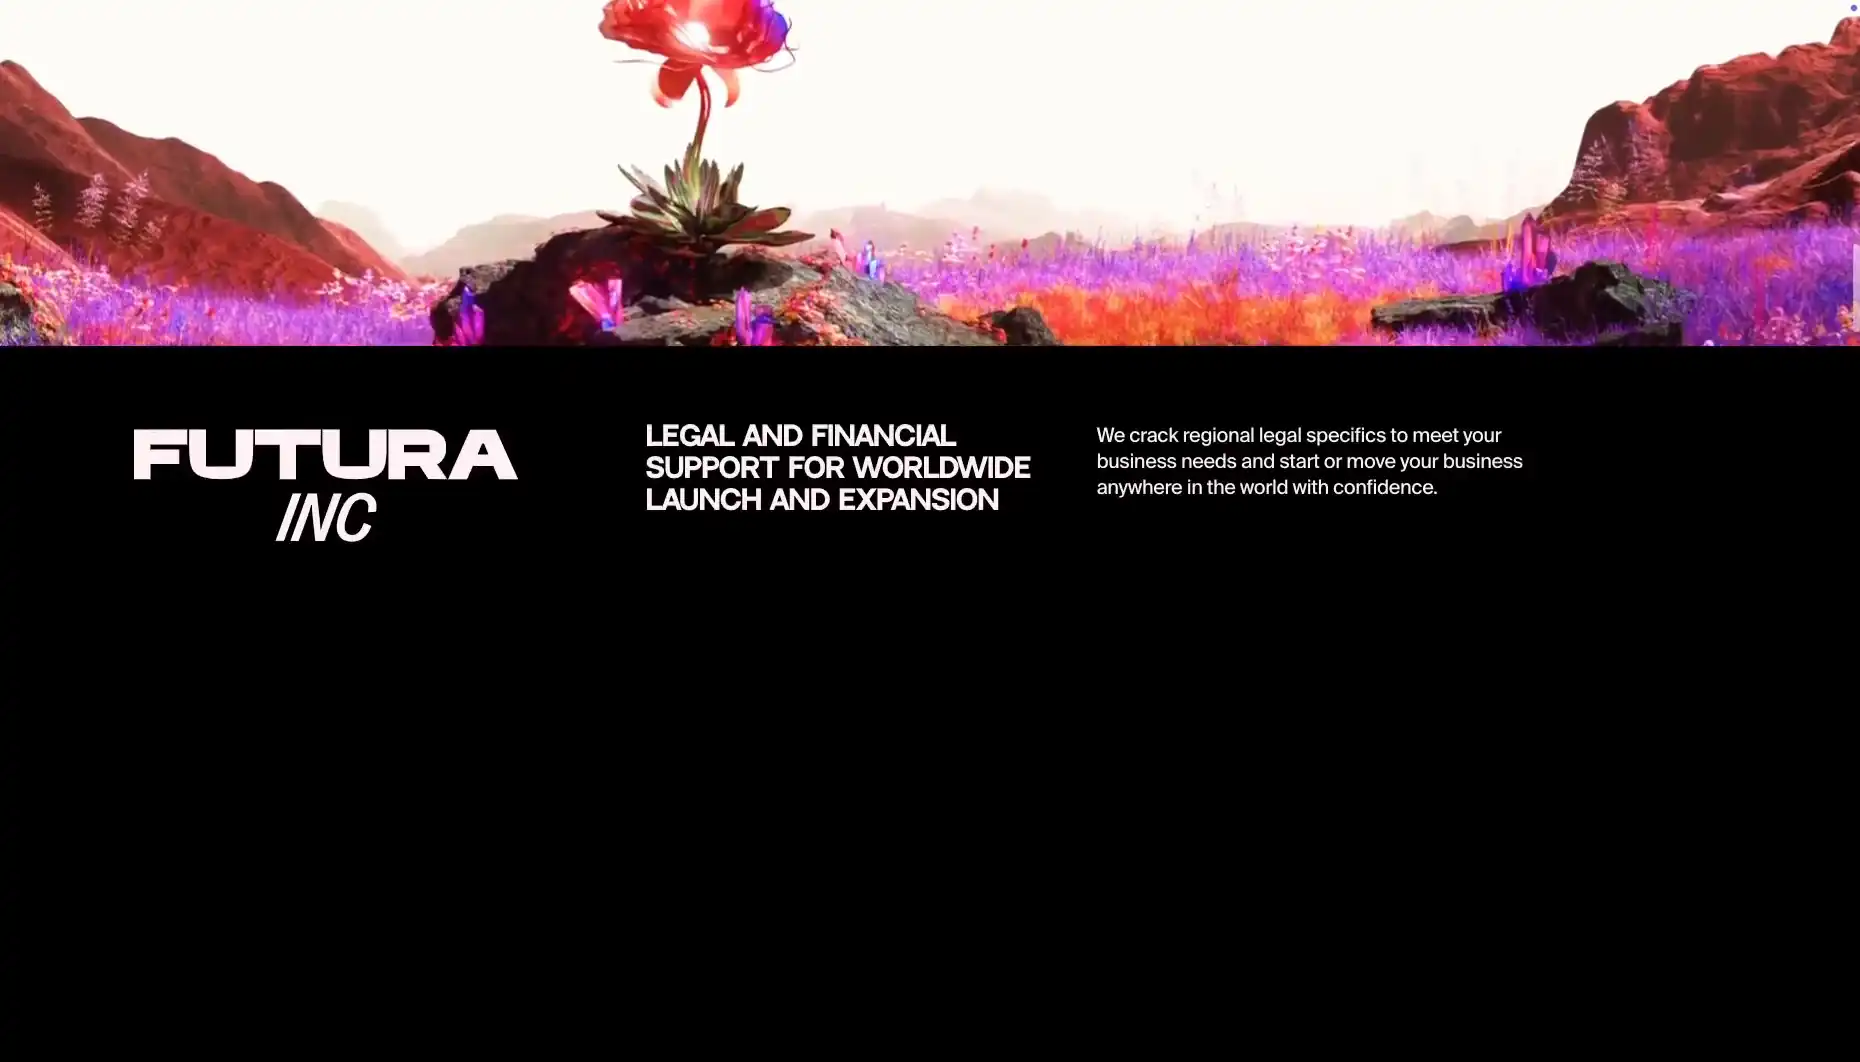 FUTURA
INC
LEGAL AND FINANCIAL
SUPPORT FOR WORLDWIDE
LAUNCH AND EXPANSION
We crack regional legal specifics to meet your
business needs and start or move your business
anywhere in the world with confidence.